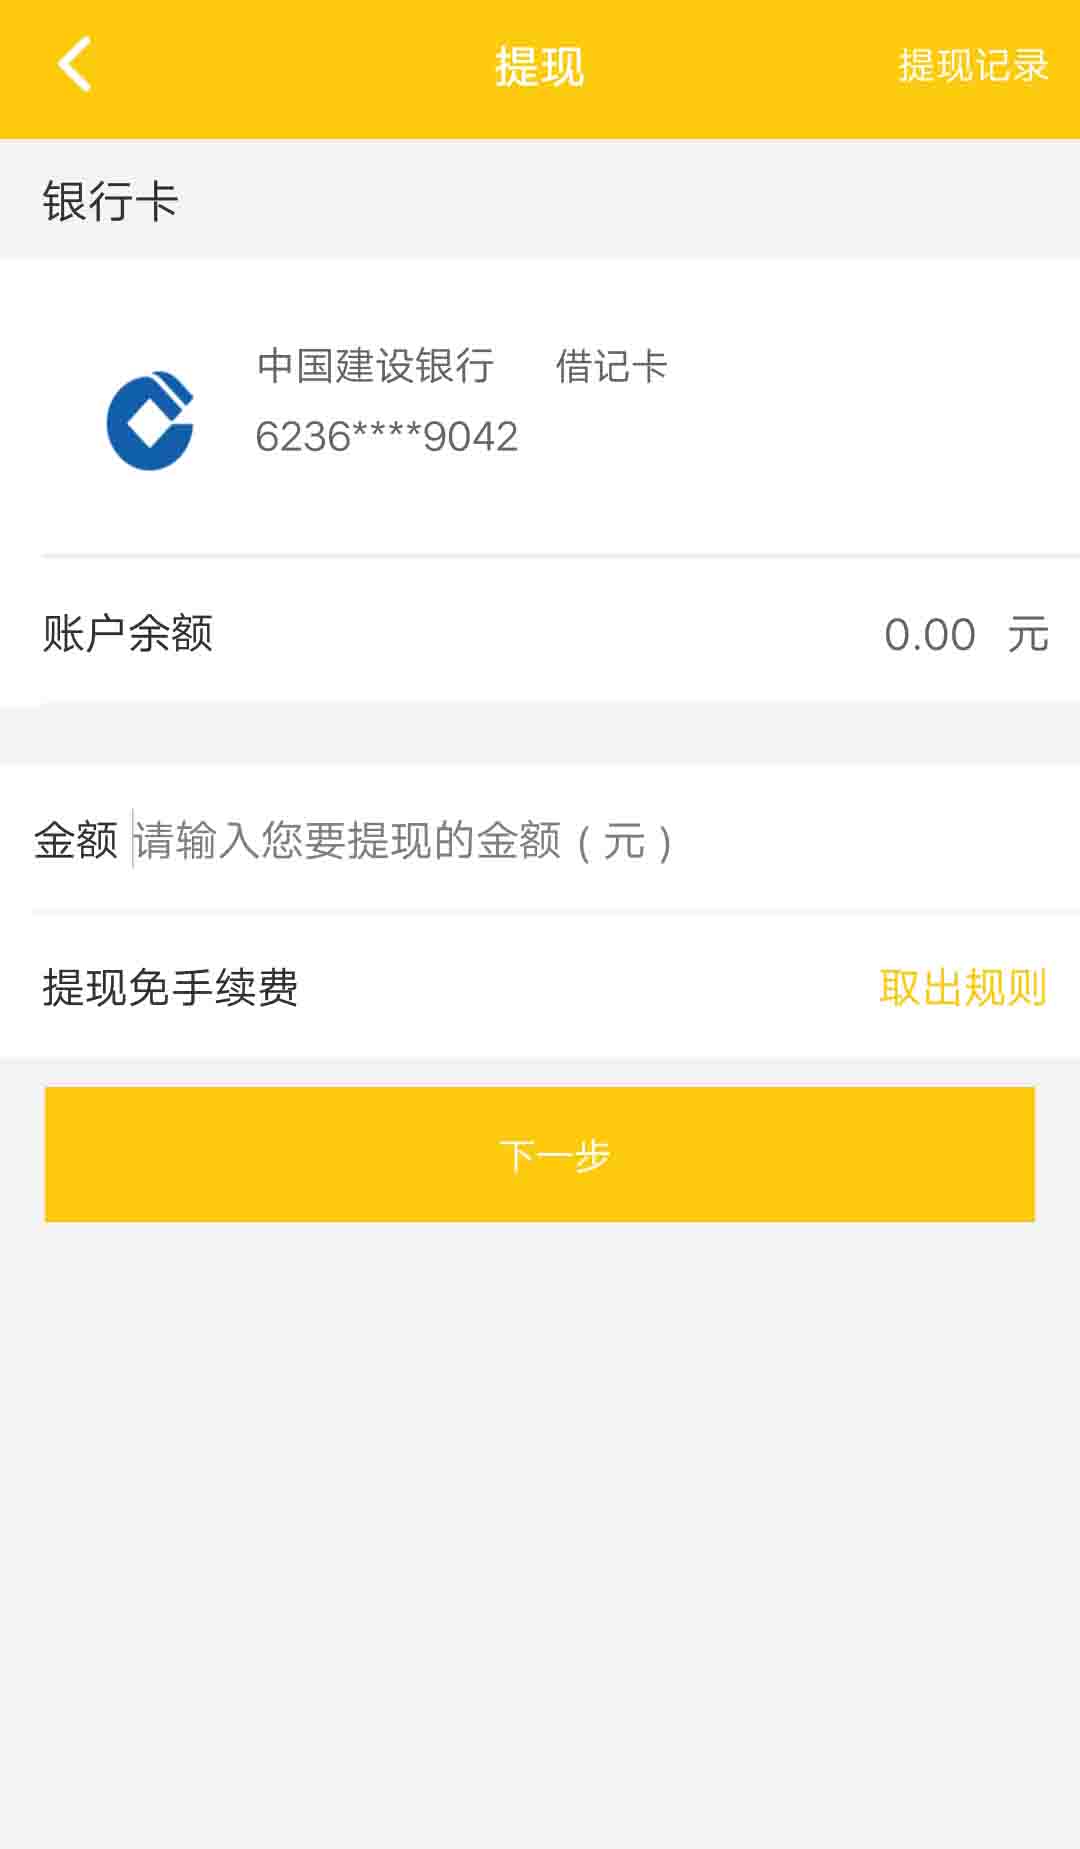 提现 提现记录
银行卡
中国建设银行 借记卡
6236****9042
账户余额 0.00 元
金额 请输入您要提现的金额（元）
提现免手续费 取出规则
下一步